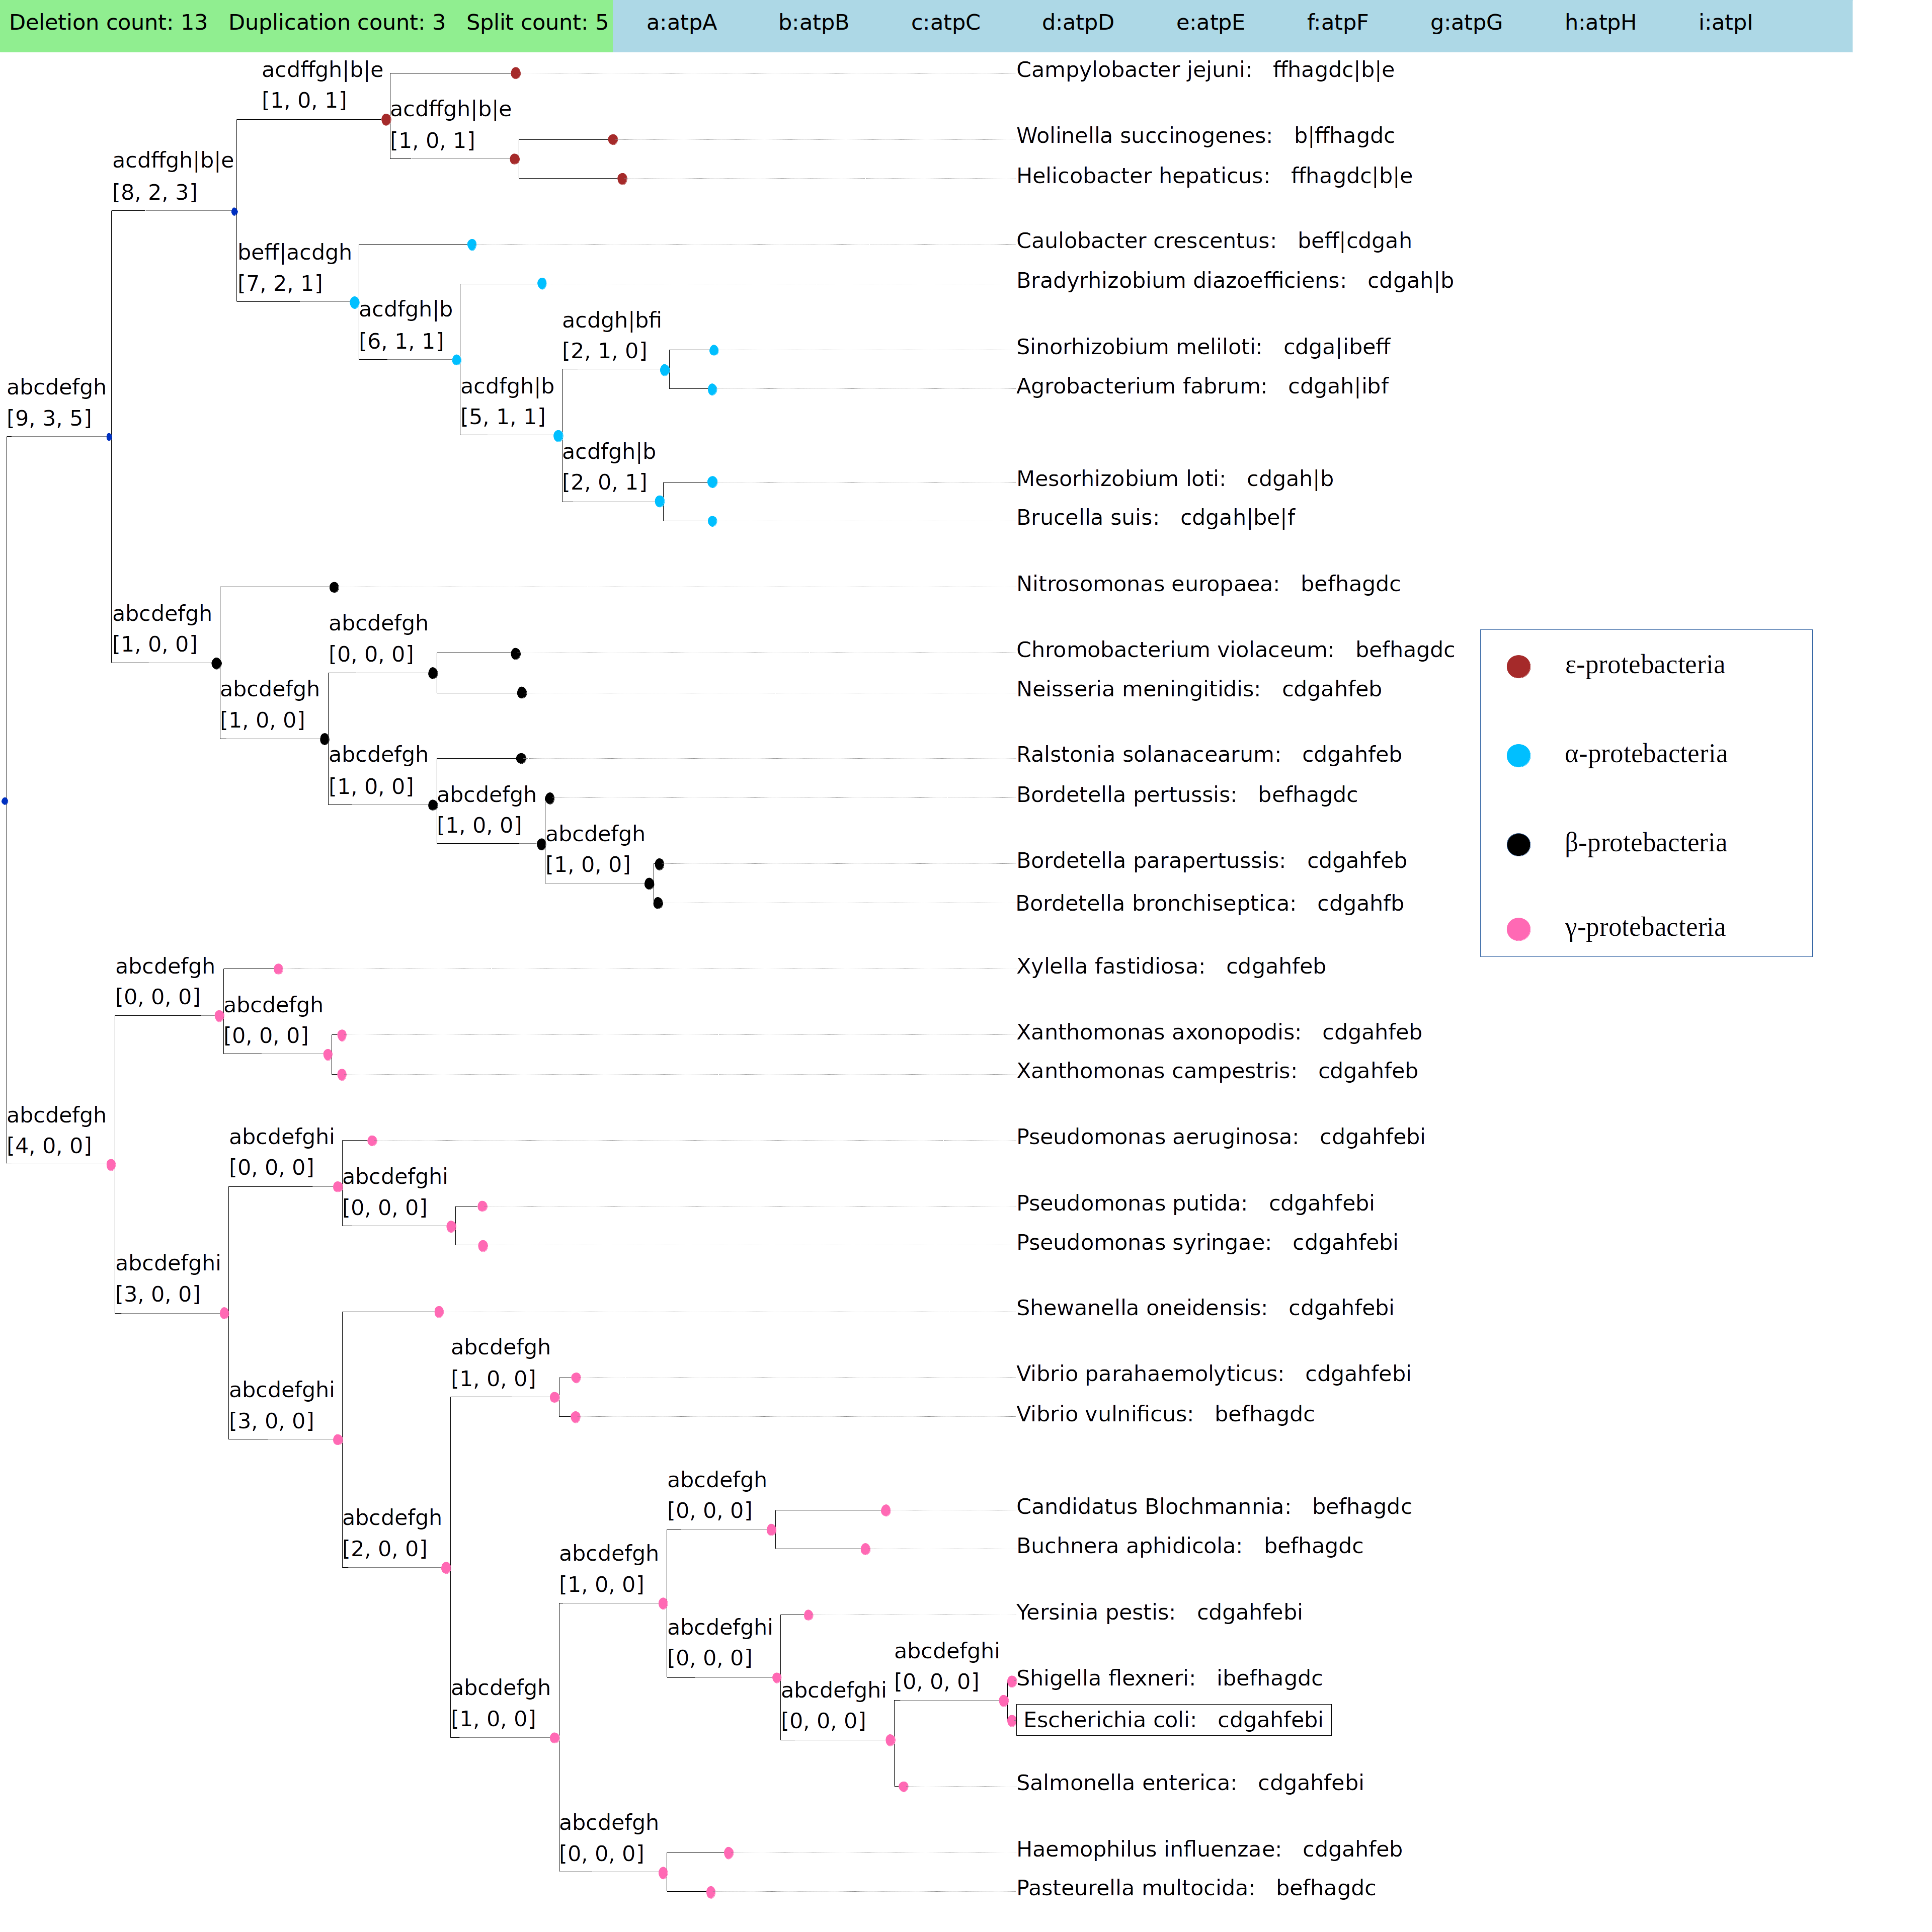 Deletion count: 13 Duplication count: 3 Split count: 5 a:atpA b:atpB c:atpC d:atpD e:atpE f:atpF g:atpG h:atpH i:atpI
acdffgh|b|e
[1, 0, 1]
Campylobacter jejuni: ffhagdc|b|e
acdffgh|b|e
[1, 0, 1]
Wolinella succinogenes: b|ffhagdc
Helicobacter hepaticus: ffhagdc|b|e
acdffgh|b|e
[8, 2, 3]
beff|acdgh
[7, 2, 1]
Caulobacter crescentus: beff|cdgah
Bradyrhizobium diazoefficiens: cdgah|b
acdfgh|b
[6, 1, 1]
acdgh|bfi
[2, 1, 0]
Sinorhizobium meliloti: cdga|ibeff
Agrobacterium fabrum: cdgah|ibf
acdfgh|b
[5, 1, 1]
abcdefgh
[9, 3, 5]
acdfgh|b
[2, 0, 1]
Mesorhizobium loti: cdgah|b
Brucella suis: cdgah|be|f
Nitrosomonas europaea: befhagdc
abcdefgh
[1, 0, 0]
abcdefgh
[0, 0, 0]
Chromobacterium violaceum: befhagdc
Neisseria meningitidis: cdgahfeb
abcdefgh
[1, 0, 0]
abcdefgh
[1, 0, 0]
Ralstonia solanacearum: cdgahfeb
abcdefgh
[1, 0, 0]
Bordetella pertussis: befhagdc
abcdefgh
[1, 0, 0]
Bordetella parapertussis: cdgahfeb
Bordetella bronchiseptica: cdgahfb
ε-protebacteria
α-protebacteria
β-protebacteria
γ-protebacteria
abcdefgh
[0, 0, 0]
Xylella fastidiosa: cdgahfeb
abcdefgh
[0, 0, 0]
Xanthomonas axonopodis: cdgahfeb
Xanthomonas campestris: cdgahfeb
abcdefgh
[4, 0, 0]
abcdefghi
[0, 0, 0]
Pseudomonas aeruginosa: cdgahfebi
abcdefghi
[0, 0, 0]
Pseudomonas putida: cdgahfebi
Pseudomonas syringae: cdgahfebi
abcdefghi
[3, 0, 0]
Shewanella oneidensis: cdgahfebi
abcdefghi
[3, 0, 0]
abcdefgh
[1, 0, 0]
Vibrio parahaemolyticus: cdgahfebi
Vibrio vulnificus: befhagdc
abcdefgh
[2, 0, 0]
abcdefgh
[0, 0, 0]
Candidatus Blochmannia: befhagdc
Buchnera aphidicola: befhagdc
abcdefgh
[1, 0, 0]
abcdefghi
[0, 0, 0]
Yersinia pestis: cdgahfebi
abcdefghi
[0, 0, 0]
Shigella flexneri: ibefhagdc
abcdefghi
[0, 0, 0]
Escherichia coli: cdgahfebi
abcdefgh
[1, 0, 0]
Salmonella enterica: cdgahfebi
abcdefgh
[0, 0, 0]
Haemophilus influenzae: cdgahfeb
Pasteurella multocida: befhagdc